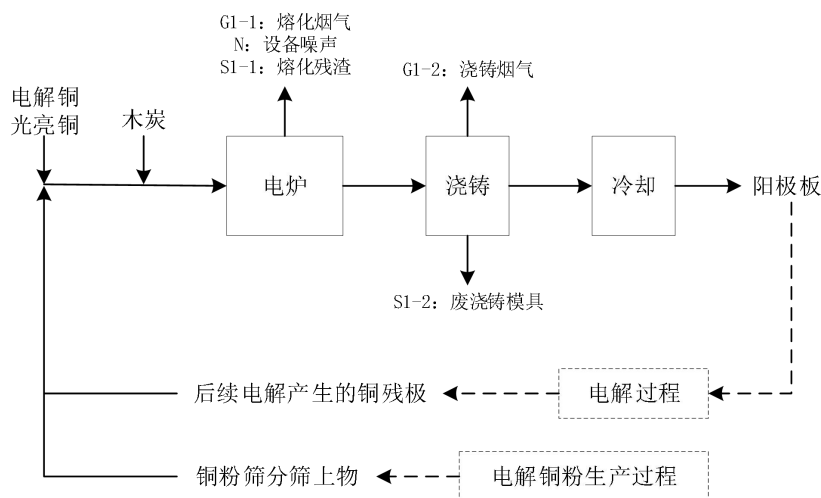 G1-1：熔化烟气
N：设备噪声
S1-1：熔化残渣
G1-2：浇铸烟气
电解铜
光亮铜
木炭
电炉
浇铸
冷却
阳极板
S1-2：废浇铸模具
后续电解产生的铜残极
电解过程
铜粉筛分筛上物
电解铜粉生产过程